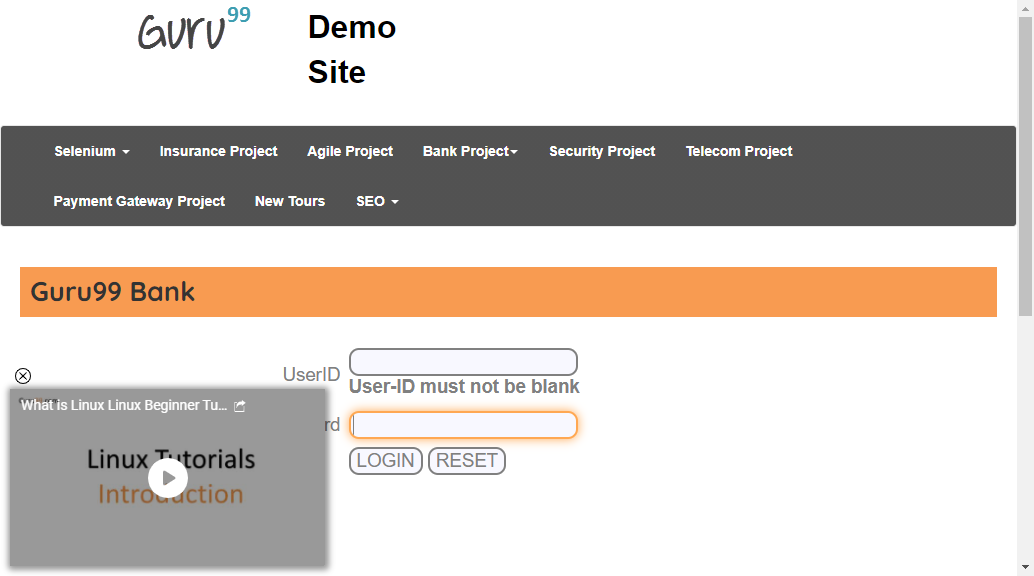 Guru99
Demo
Site
Selenium Insurance Project Agile Project Bank Project Security Project Telecom Project
Payment Gateway Project New Tours SEO
Guru99 Bank
UserID
User-ID must not be blank
rd
LOGIN RESET
What is Linux Linux Beginner Tu...
Linux Tutorials
Introduction